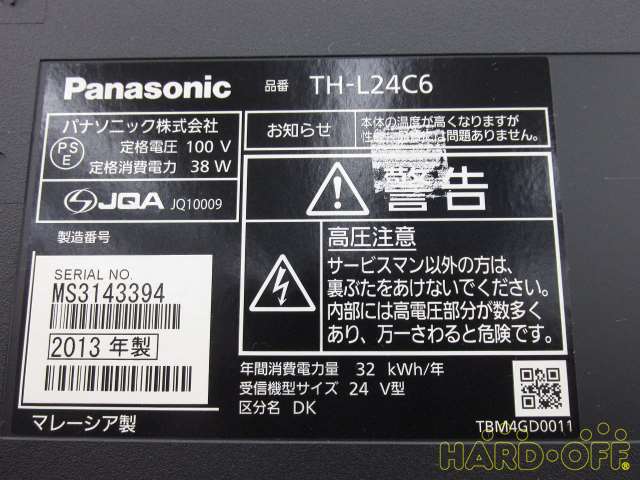 Panasonic
品番 TH-L24C6
パナソニック株式会社
PSE
定格電圧 100 V
定格消費電力 38 W
JQA JQ10009
お知らせ
本体の温度が高くなりますが
性能・品質には問題ありません。
警告
高圧注意
サービスマン以外の方は、
裏ぶたをあけないでください。
内部には高電圧部分が数多く
あり、万一さわると危険です。
製造番号
SERIAL NO.
MS3143394
2013 年製
マレーシア製
年間消費電力量 32 kWh/年
受信機型サイズ 24 V型
区分名 DK
TBM4GD0011
HARD-OFF